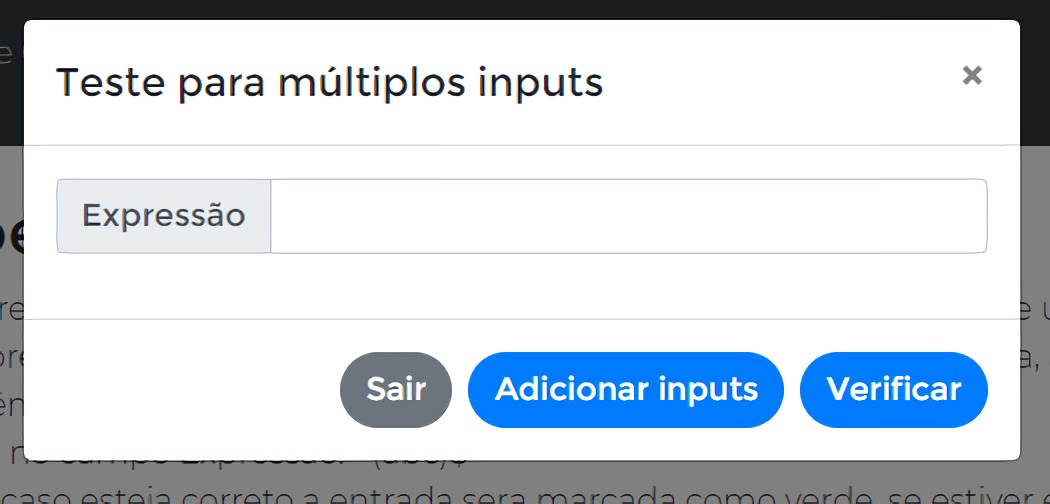 e
Teste para múltiplos inputs
×
Expressão
Sair
Adicionar inputs
Verificar
caso esteja correto a entrada sera marcada como verde, se estiver e